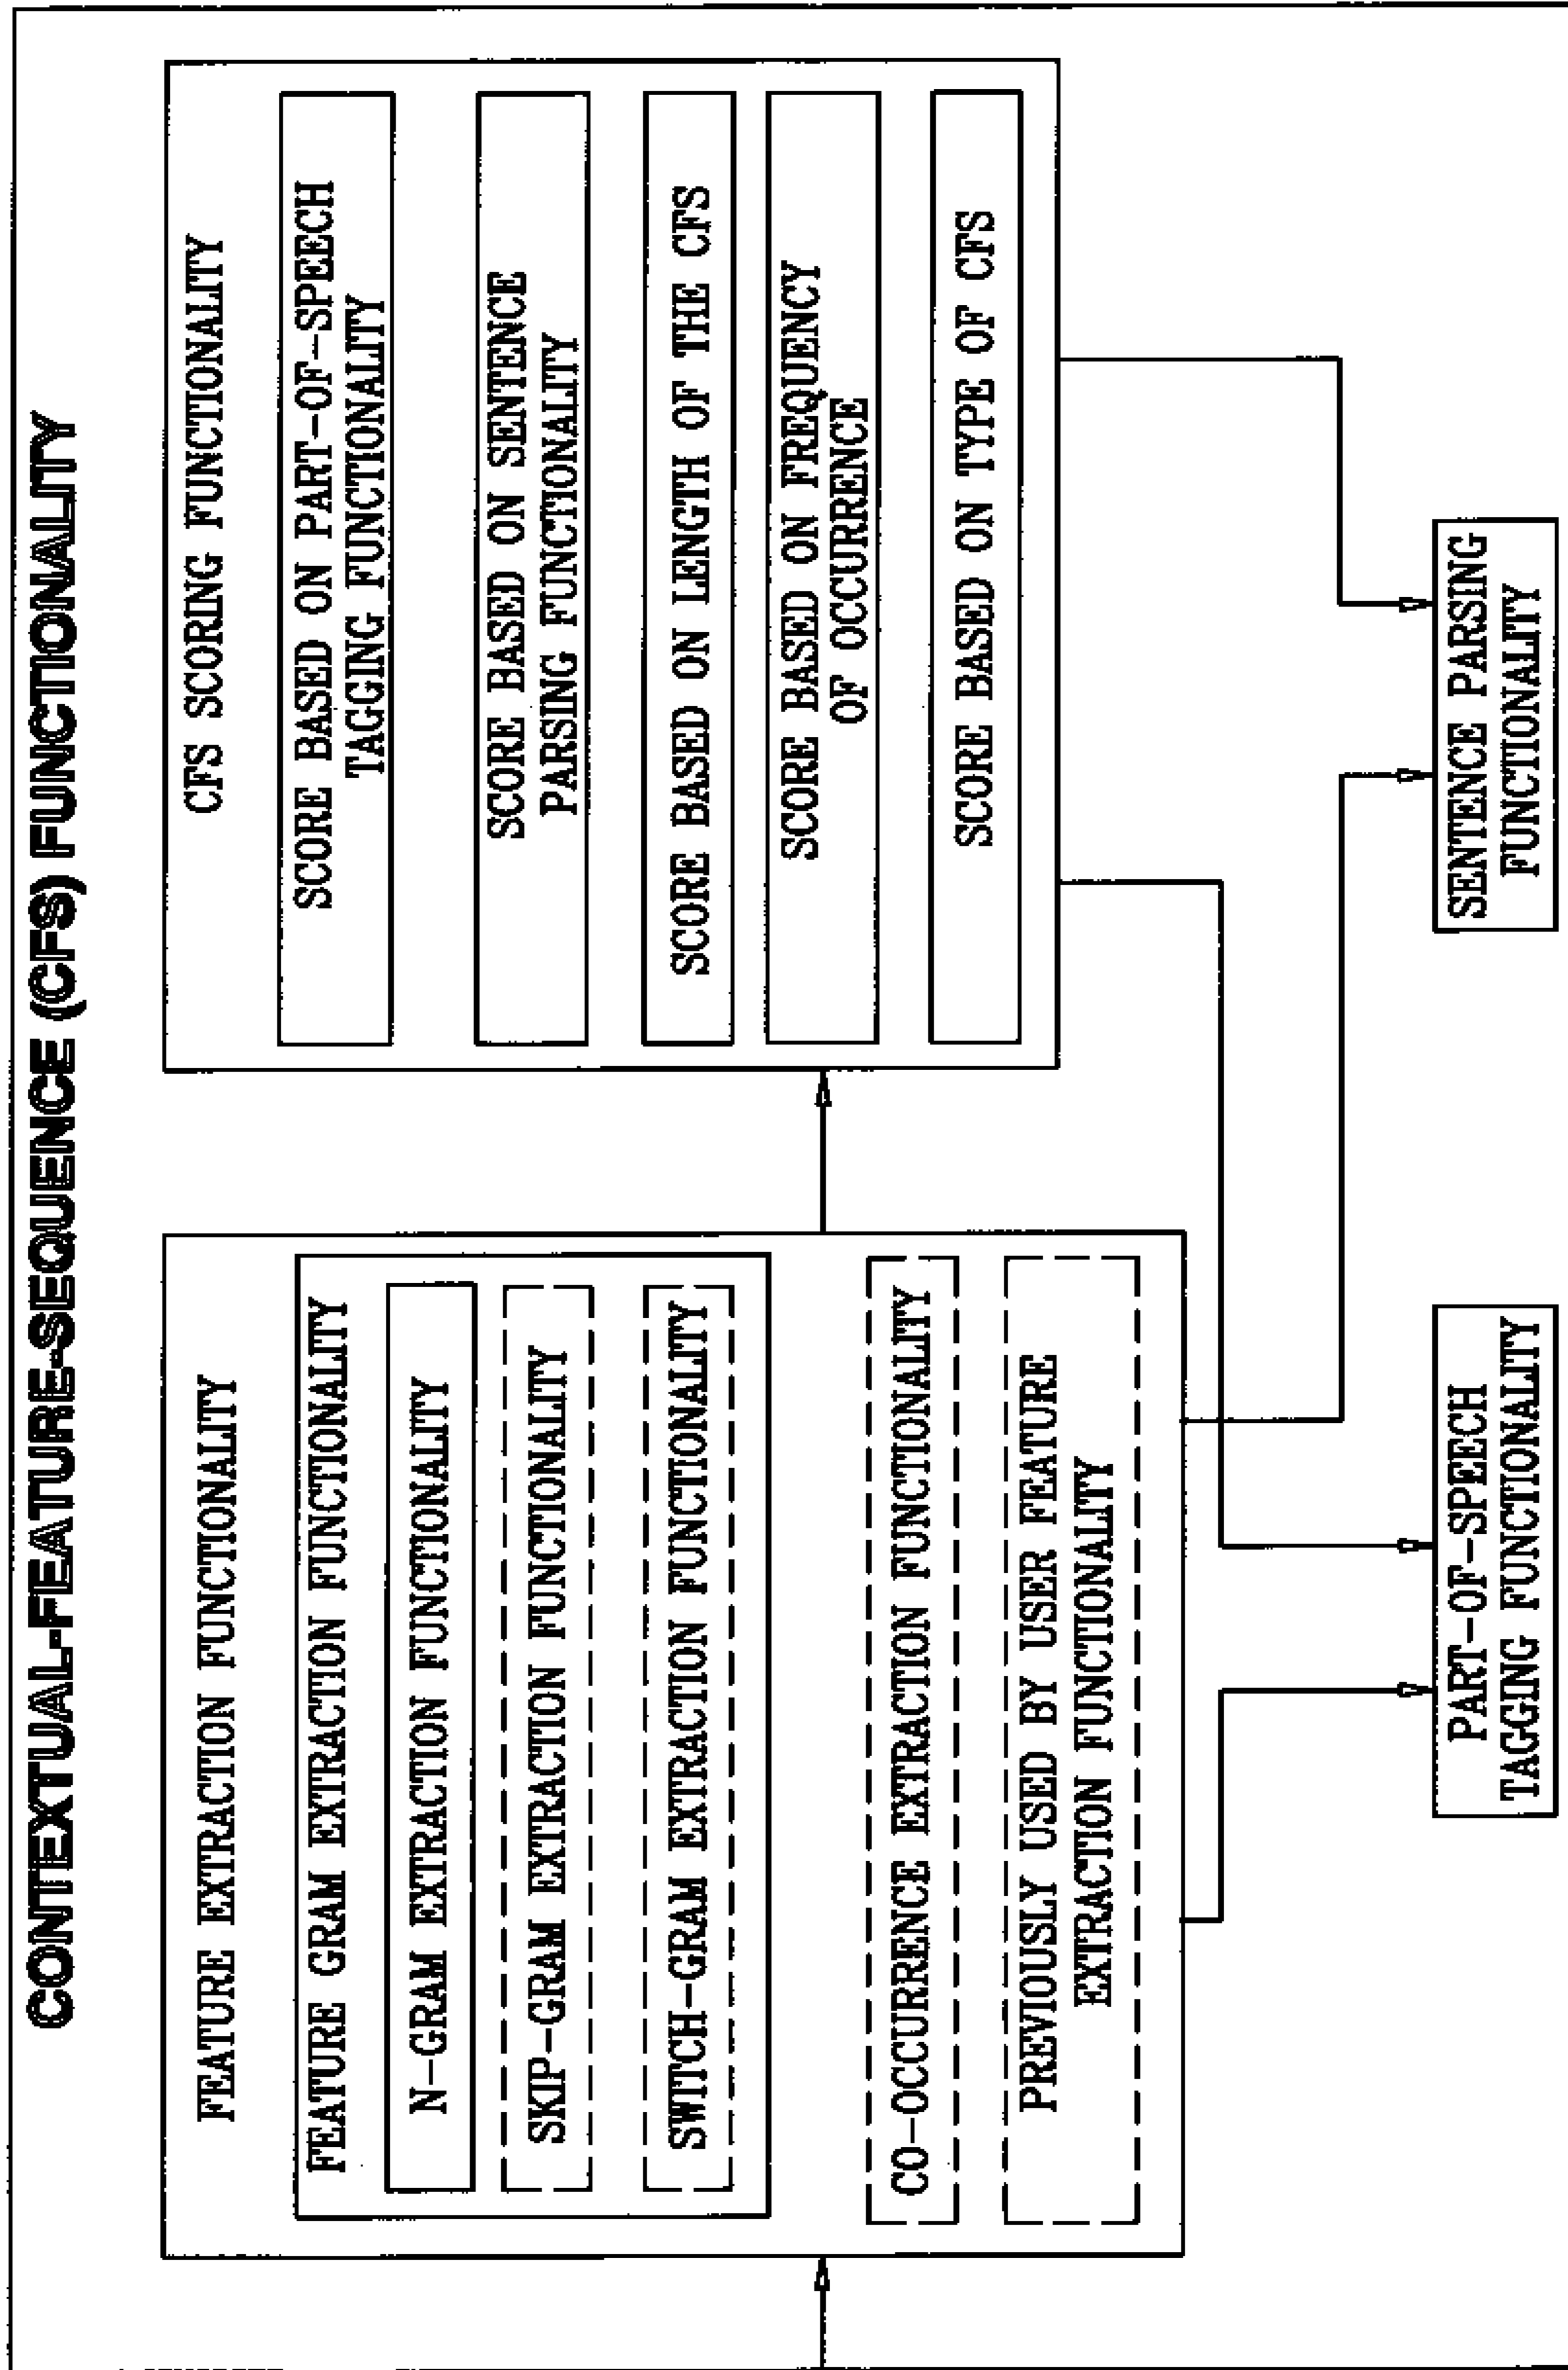 CONTEXTUAL-FEATURE-SEQUENCE (CFS) FUNCTIONALITY
FEATURE EXTRACTION FUNCTIONALITY
FEATURE GRAM EXTRACTION FUNCTIONALITY
N-GRAM EXTRACTION FUNCTIONALITY
SKIP-GRAM EXTRACTION FUNCTIONALITY
SWITCH-GRAM EXTRACTION FUNCTIONALITY
CO-OCCURRENCE EXTRACTION FUNCTIONALITY
PREVIOUSLY USED BY USER FEATURE
EXTRACTION FUNCTIONALITY
CFS SCORING FUNCTIONALITY
SCORE BASED ON PART-OF-SPEECH
TAGGING FUNCTIONALITY
SCORE BASED ON SENTENCE
PARSING FUNCTIONALITY
SCORE BASED ON LENGTH OF THE CFS
SCORE BASED ON FREQUENCY
OF OCCURRENCE
SCORE BASED ON TYPE OF CFS
PART-OF-SPEECH
TAGGING FUNCTIONALITY
SENTENCE PARSING
FUNCTIONALITY